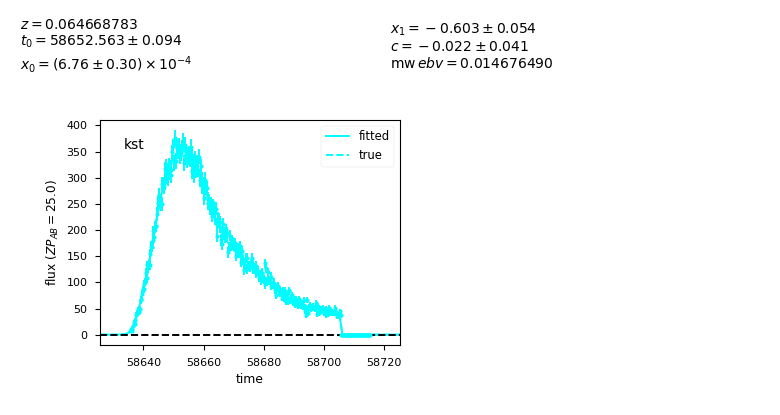 z = 0.064668783
t₀ = 58652.563 ± 0.094
x₀ = (6.76 ± 0.30) × 10⁻⁴
x₁ = − 0.603 ± 0.054
c = − 0.022 ± 0.041
mw ebv = 0.014676490
kst
fitted
true
flux (ZP_AB = 25.0)
400
350
300
250
200
150
100
50
0
58640 58660 58680 58700 58720
time